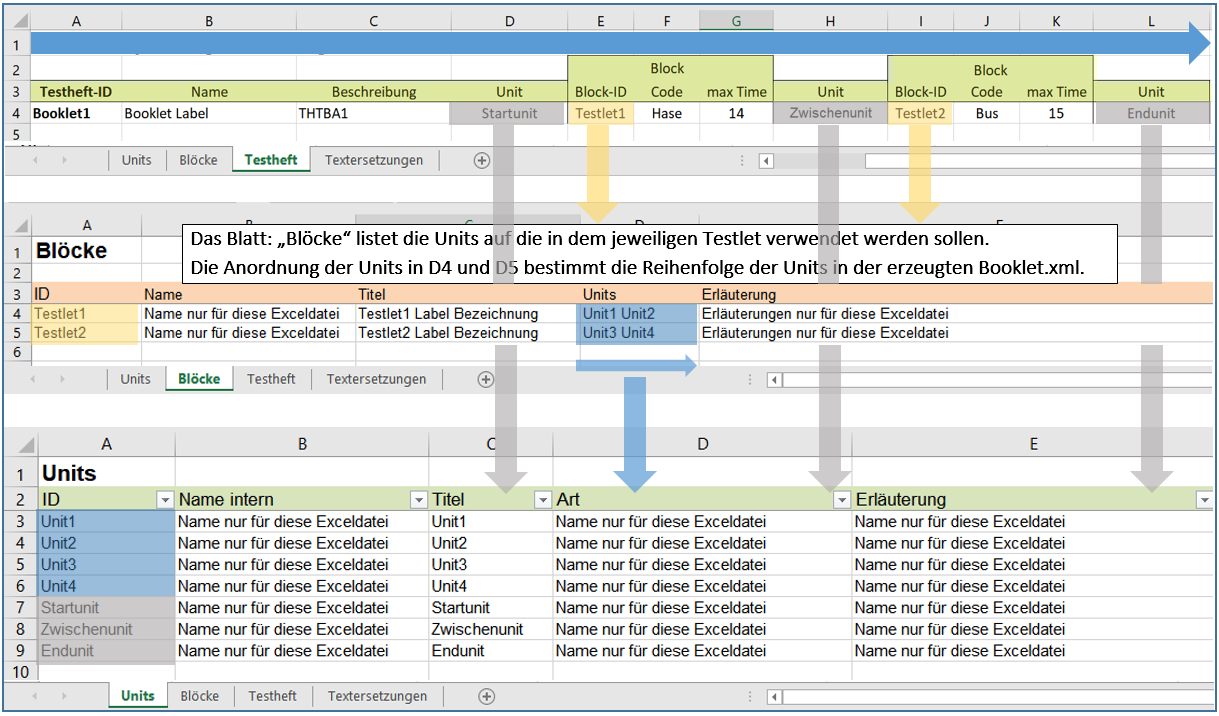 A B C D E F G H I J K L
1
2 Block Block
3 Testheft-ID Name Beschreibung Unit Block-ID Code max Time Unit Block-ID Code max Time Unit
4 Booklet1 Booklet Label THTBA1 Startunit Testlet1 Hase 14 Zwischenunit Testlet2 Bus 15 Endunit
5
Units Blöcke Testheft Textersetzungen
A
Das Blatt: „Blöcke“ listet die Units auf die in dem jeweiligen Testlet verwendet werden sollen.
Die Anordnung der Units in D4 und D5 bestimmt die Reihenfolge der Units in der erzeugten Booklet.xml.
1 Blöcke
2
3 ID Name Titel Units Erläuterung
4 Testlet1 Name nur für diese Exceldatei Testlet1 Label Bezeichnung Unit1 Unit2 Erläuterungen nur für diese Exceldatei
5 Testlet2 Name nur für diese Exceldatei Testlet2 Label Bezeichnung Unit3 Unit4 Erläuterungen nur für diese Exceldatei
6
Units Blöcke Testheft Textersetzungen
A B C D E
1 Units
2 ID Name intern Titel Art Erläuterung
3 Unit1 Name nur für diese Exceldatei Unit1 Name nur für diese Exceldatei Name nur für diese Exceldatei
4 Unit2 Name nur für diese Exceldatei Unit2 Name nur für diese Exceldatei Name nur für diese Exceldatei
5 Unit3 Name nur für diese Exceldatei Unit3 Name nur für diese Exceldatei Name nur für diese Exceldatei
6 Unit4 Name nur für diese Exceldatei Unit4 Name nur für diese Exceldatei Name nur für diese Exceldatei
7 Startunit Name nur für diese Exceldatei Startunit Name nur für diese Exceldatei Name nur für diese Exceldatei
8 Zwischenunit Name nur für diese Exceldatei Zwischenunit Name nur für diese Exceldatei Name nur für diese Exceldatei
9 Endunit Name nur für diese Exceldatei Endunit Name nur für diese Exceldatei Name nur für diese Exceldatei
10
Units Blöcke Testheft Textersetzungen